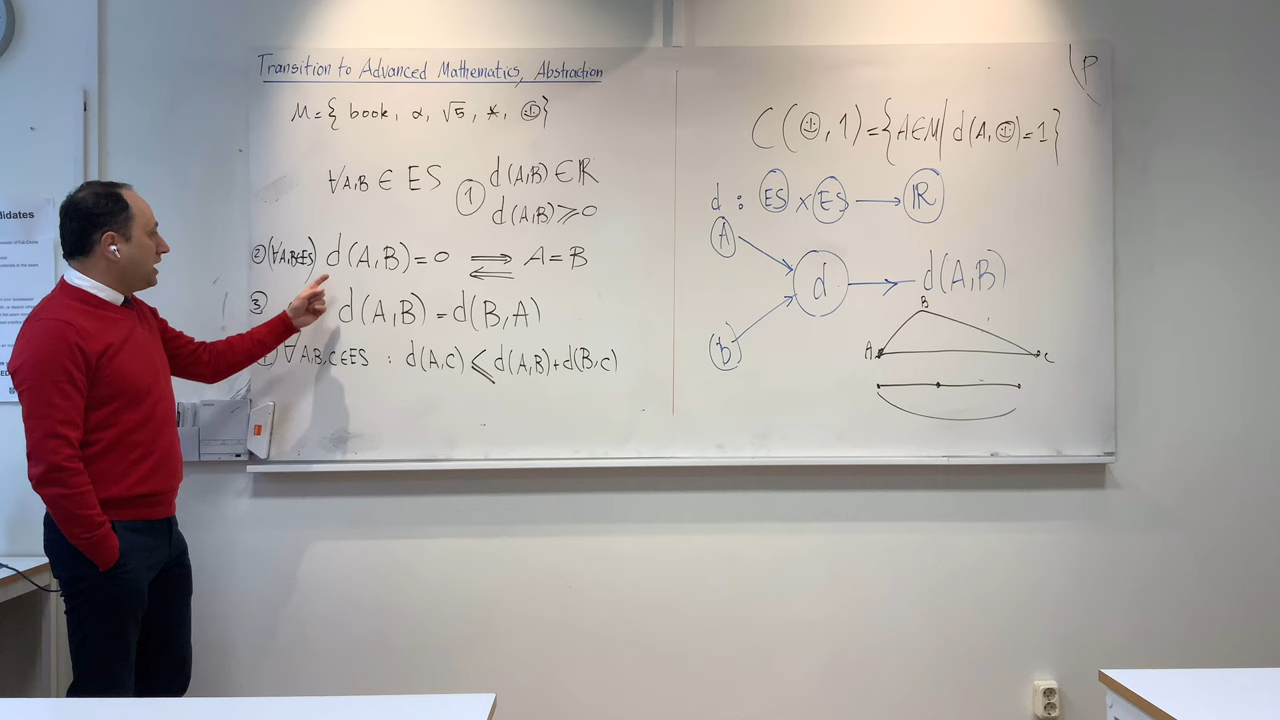 Transition to Advanced Mathematics, Abstraction
M={ book, α, √5, *, ☺}
∀A,B ∈ ES ① d(A,B) ∈ ℝ
d(A,B) ⩾ 0
② (∀A,B∈ES) d(A,B) = 0 ⟹ ⟸ A = B
③ d(A,B) = d(B,A)
∀A,B,C∈ES : d(A,C) ⩽ d(A,B)+d(B,C)
P
C(☺,1)={A∈M| d(A,☺)=1}
d : ES × ES → ℝ
A
d → d(A,B)
B
B
A C
didates